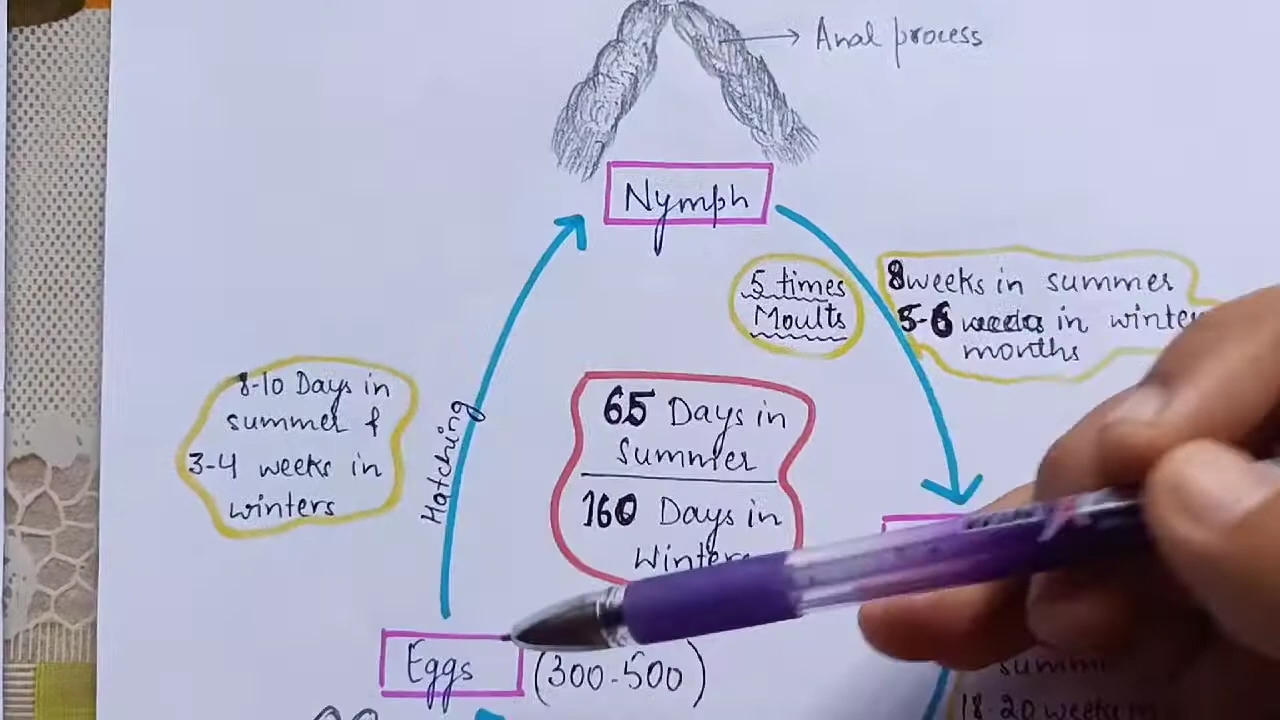 Anal process
Nymph
5 times
Moults
8 weeks in summer
5-6 weeks in winter
months
8-10 Days in
summer &
3-4 weeks in
winters
Hatching
65 Days in
Summer
160 Days in
Winters
Eggs
(300-500)
summ
18-20 weeks